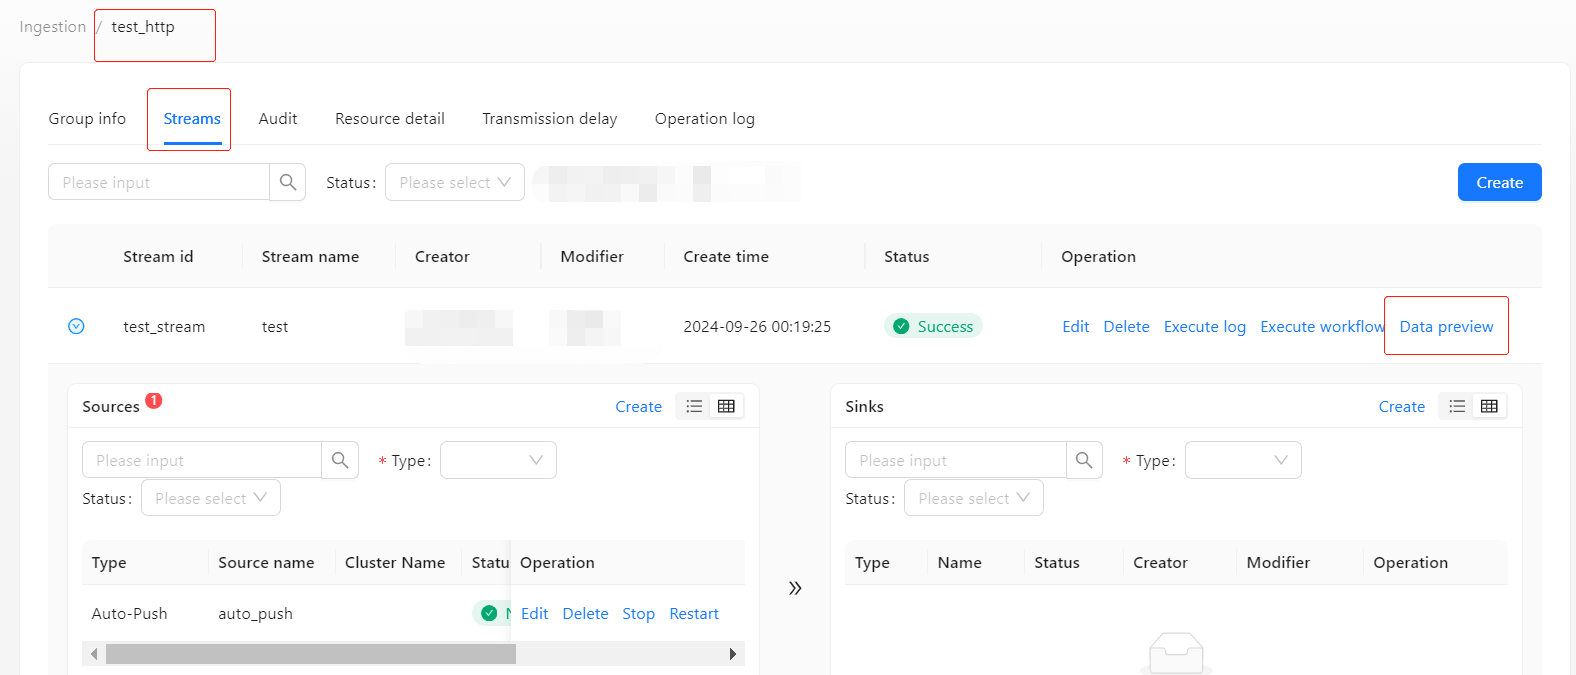 Ingestion / test_http
Group info Streams Audit Resource detail Transmission delay Operation log
Please input Status: Please select Create
Stream id Stream name Creator Modifier Create time Status Operation
test_stream test 2024-09-26 00:19:25 Success Edit Delete Execute log Execute workflow Data preview
Sources 1 Create
Please input * Type:
Status: Please select
Type Source name Cluster Name Statu Operation
Auto-Push auto_push Edit Delete Stop Restart
Sinks Create
Please input * Type:
Status: Please select
Type Name Status Creator Modifier Operation